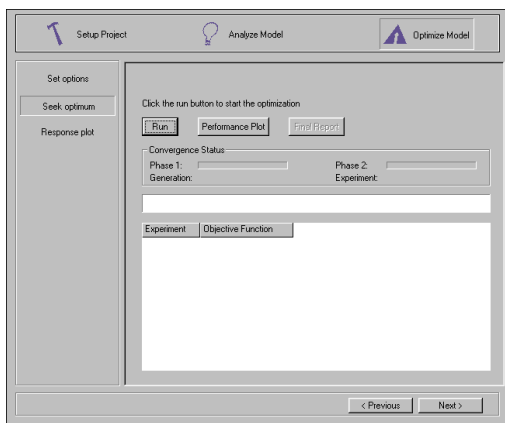 Setup Project
Analyze Model
Optimize Model
Set options
Seek optimum
Response plot
Click the run button to start the optimization
Run
Performance Plot
Final Report
Convergence Status
Phase 1:
Phase 2:
Generation:
Experiment:
Experiment
Objective Function
< Previous
Next >